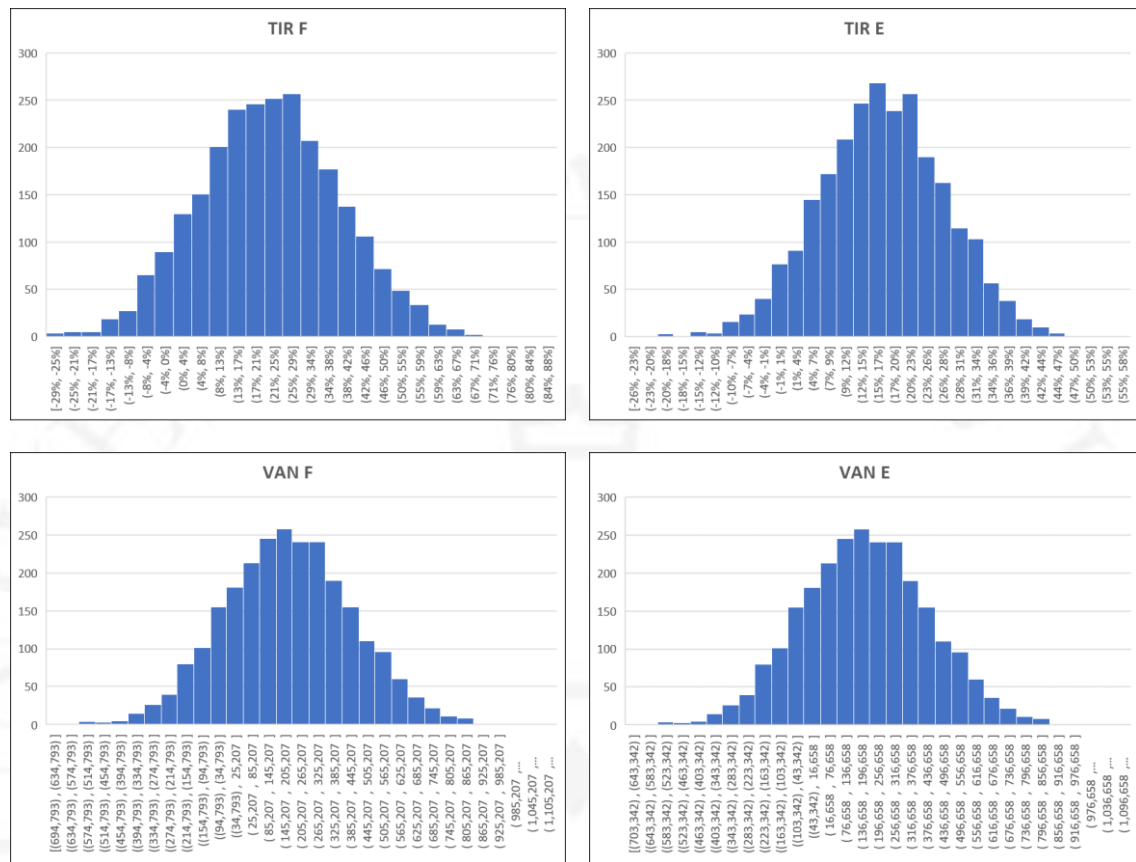 TIR F
300
250
200
150
100
50
0
[-29%, -25%]
(-25%, -21%]
(-21%, -17%]
(-17%, -13%]
(-13%, -8%]
(-8%, -4%]
(-4%, 0%]
(0%, 4%]
(4%, 8%]
(8%, 13%]
(13%, 17%]
(17%, 21%]
(21%, 25%]
(25%, 29%]
(29%, 34%]
(34%, 38%]
(38%, 42%]
(42%, 46%]
(46%, 50%]
(50%, 55%]
(55%, 59%]
(59%, 63%]
(63%, 67%]
(67%, 71%]
(71%, 76%]
(76%, 80%]
(80%, 84%]
(84%, 88%]
TIR E
300
250
200
150
100
50
0
[-26%, -23%]
(-23%, -20%]
(-20%, -18%]
(-18%, -15%]
(-15%, -12%]
(-12%, -10%]
(-10%, -7%]
(-7%, -4%]
(-4%, -1%]
(-1%, 1%]
(1%, 4%]
(4%, 7%]
(7%, 9%]
(9%, 12%]
(12%, 15%]
(15%, 17%]
(17%, 20%]
(20%, 23%]
(23%, 26%]
(26%, 28%]
(28%, 31%]
(31%, 34%]
(34%, 36%]
(36%, 39%]
(39%, 42%]
(42%, 44%]
(44%, 47%]
(47%, 50%]
(50%, 53%]
(53%, 55%]
(55%, 58%]
VAN F
300
250
200
150
100
50
0
[(694,793) , (634,793) ]
((634,793) , (574,793) ]
((574,793) , (514,793) ]
((514,793) , (454,793) ]
((454,793) , (394,793) ]
((394,793) , (334,793) ]
((334,793) , (274,793) ]
((274,793) , (214,793) ]
((214,793) , (154,793) ]
((154,793) , (94,793) ]
((94,793) , (34,793) ]
((34,793) , 25,207 ]
( 25,207 , 85,207 ]
( 85,207 , 145,207 ]
( 145,207 , 205,207 ]
( 205,207 , 265,207 ]
( 265,207 , 325,207 ]
( 325,207 , 385,207 ]
( 385,207 , 445,207 ]
( 445,207 , 505,207 ]
( 505,207 , 565,207 ]
( 565,207 , 625,207 ]
( 625,207 , 685,207 ]
( 685,207 , 745,207 ]
( 745,207 , 805,207 ]
( 805,207 , 865,207 ]
( 865,207 , 925,207 ]
( 925,207 , 985,207 ]
( 985,207 ,…
( 1,045,207 ,…
( 1,105,207 ,…
VAN E
300
250
200
150
100
50
0
[(703,342) , (643,342) ]
((643,342) , (583,342) ]
((583,342) , (523,342) ]
((523,342) , (463,342) ]
((463,342) , (403,342) ]
((403,342) , (343,342) ]
((343,342) , (283,342) ]
((283,342) , (223,342) ]
((223,342) , (163,342) ]
((163,342) , (103,342) ]
((103,342) , (43,342) ]
((43,342) , 16,658 ]
( 16,658 , 76,658 ]
( 76,658 , 136,658 ]
( 136,658 , 196,658 ]
( 196,658 , 256,658 ]
( 256,658 , 316,658 ]
( 316,658 , 376,658 ]
( 376,658 , 436,658 ]
( 436,658 , 496,658 ]
( 496,658 , 556,658 ]
( 556,658 , 616,658 ]
( 616,658 , 676,658 ]
( 676,658 , 736,658 ]
( 736,658 , 796,658 ]
( 796,658 , 856,658 ]
( 856,658 , 916,658 ]
( 916,658 , 976,658 ]
( 976,658 ,…
( 1,036,658 ,…
( 1,096,658 ,…